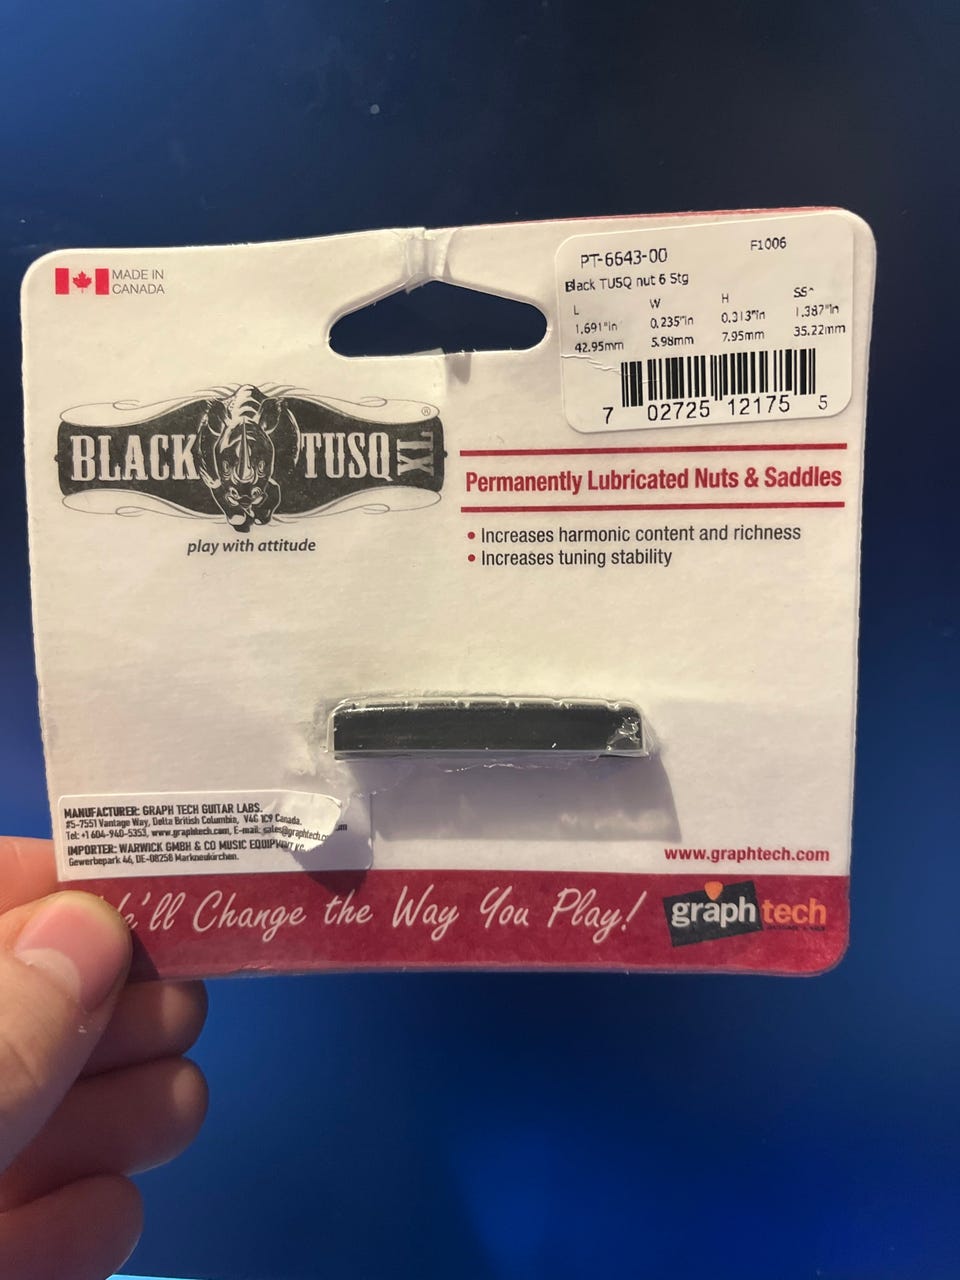 MADE IN
CANADA
PT-6643-00
F1006
Black TUSQ nut 6 Stg
L W H SS^
1.691"in 0.235"in 0.313"in 1.387"in
42.95mm 5.98mm 7.95mm 35.22mm
7 02725 12175 5
BLACK TUSQ XL
®
play with attitude
Permanently Lubricated Nuts & Saddles
• Increases harmonic content and richness
• Increases tuning stability
MANUFACTURER: GRAPH TECH GUITAR LABS.
#5-7551 Vantage Way, Delta British Columbia, V4G 1C9 Canada.
Tel: +1 604-940-5353, www.graphtech.com, E-mail: sales@graphtech.com
IMPORTER: WARWICK GMBH & CO MUSIC EQUIPMENT KG
Gewerbepark 46, DE-08258 Markneukirchen.
www.graphtech.com
We'll Change the Way You Play!
graph tech